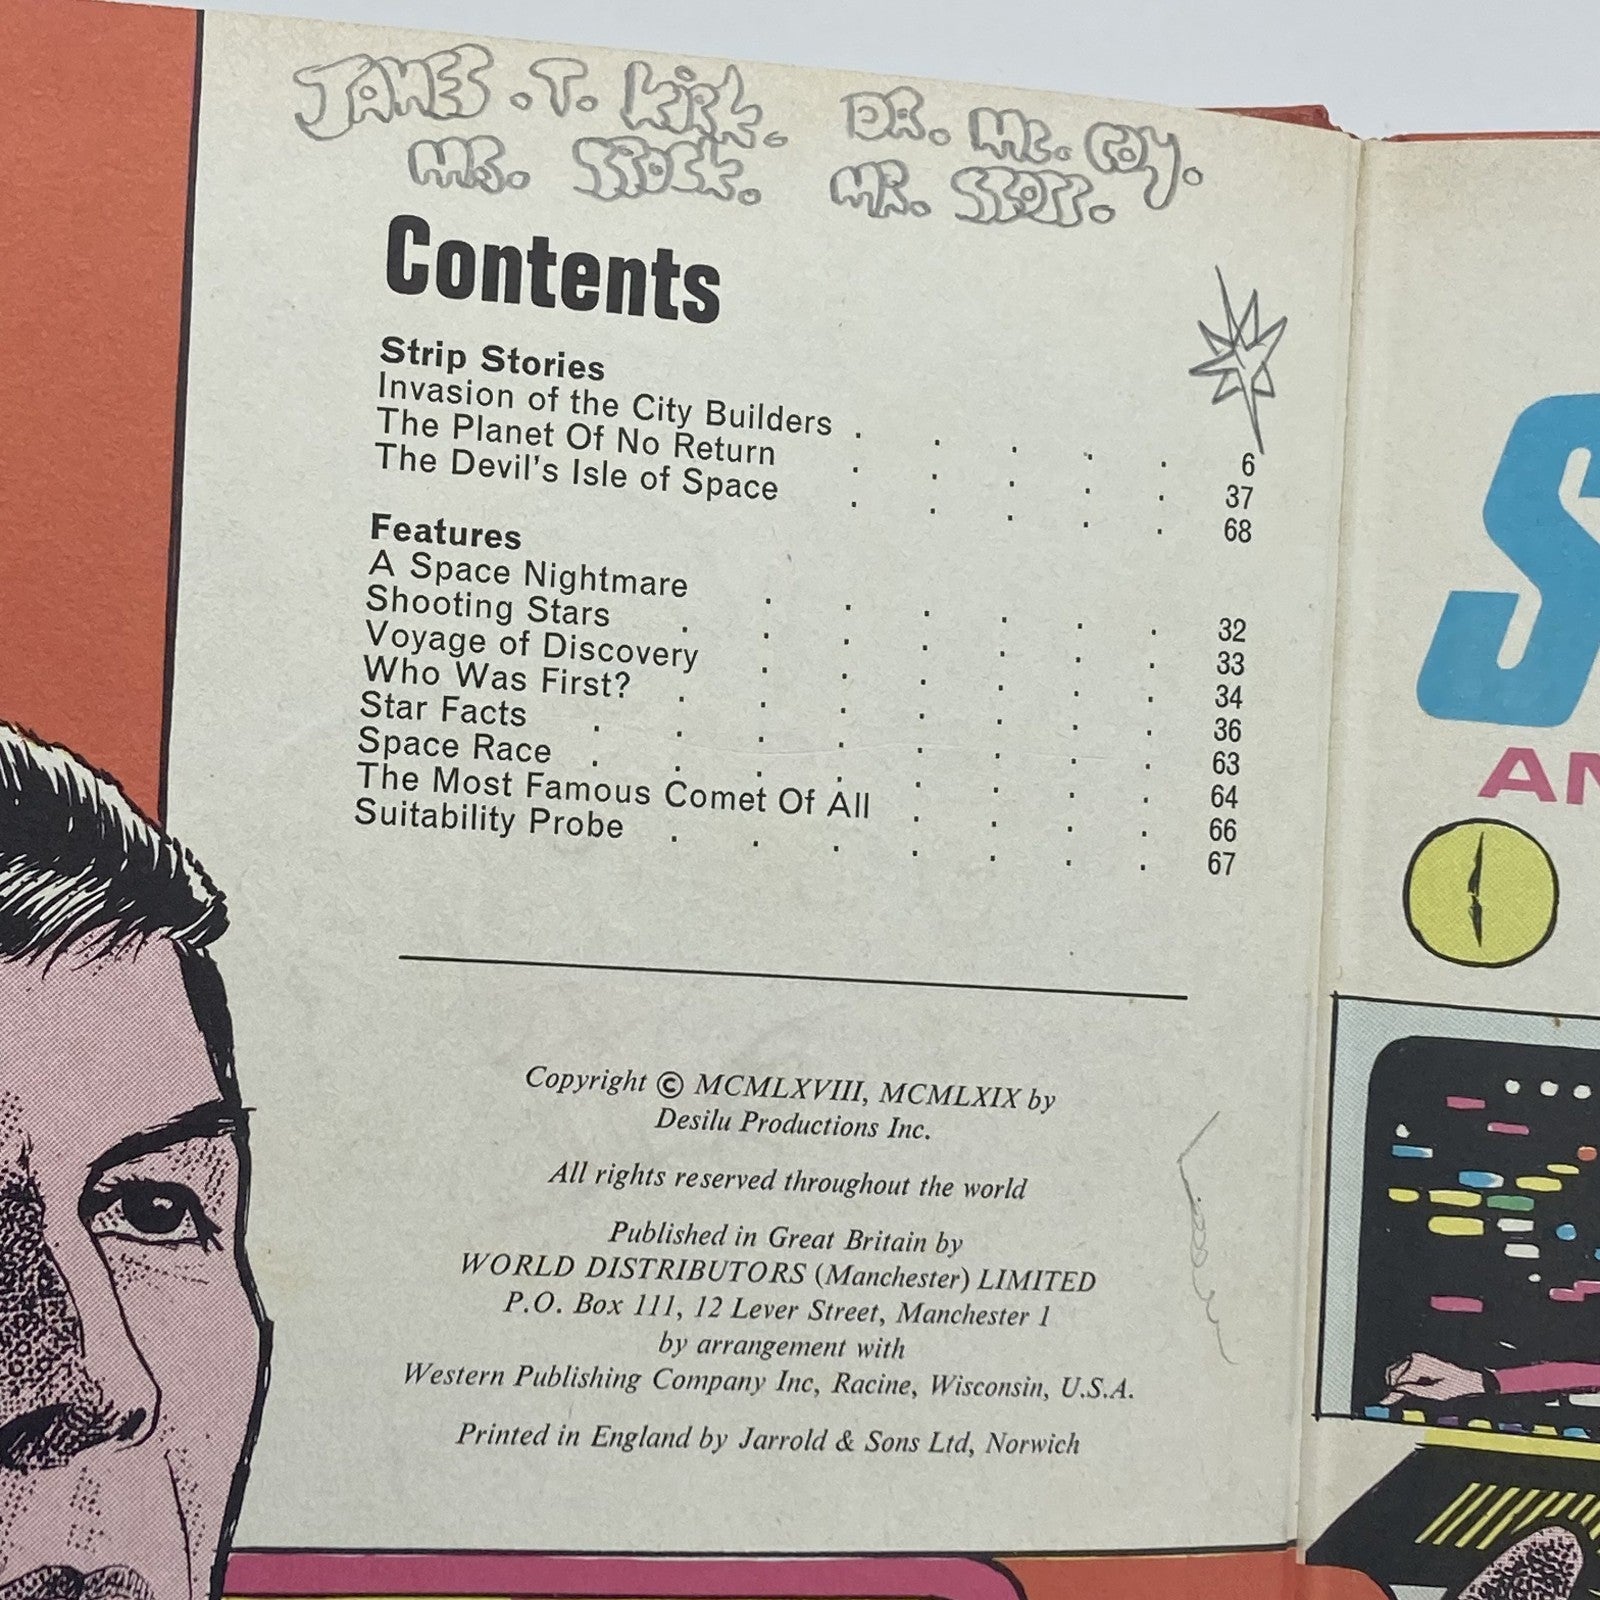 JAMES . T. KIRK. DR. MC. COY.
MR. SPOCK. MR. SCOTT.
Contents
Strip Stories
Invasion of the City Builders . . . . . 6
The Planet Of No Return . . . . . 37
The Devil's Isle of Space . . . . . 68
Features
A Space Nightmare . . . . . . 32
Shooting Stars . . . . . . . 33
Voyage of Discovery . . . . . . 34
Who Was First? . . . . . . . 36
Star Facts . . . . . . . . 63
Space Race . . . . . . . . 64
The Most Famous Comet Of All . . . . 66
Suitability Probe . . . . . . . 67
Copyright © MCMLXVIII, MCMLXIX by
Desilu Productions Inc.
All rights reserved throughout the world
Published in Great Britain by
WORLD DISTRIBUTORS (Manchester) LIMITED
P.O. Box 111, 12 Lever Street, Manchester 1
by arrangement with
Western Publishing Company Inc, Racine, Wisconsin, U.S.A.
Printed in England by Jarrold & Sons Ltd, Norwich
S
AN